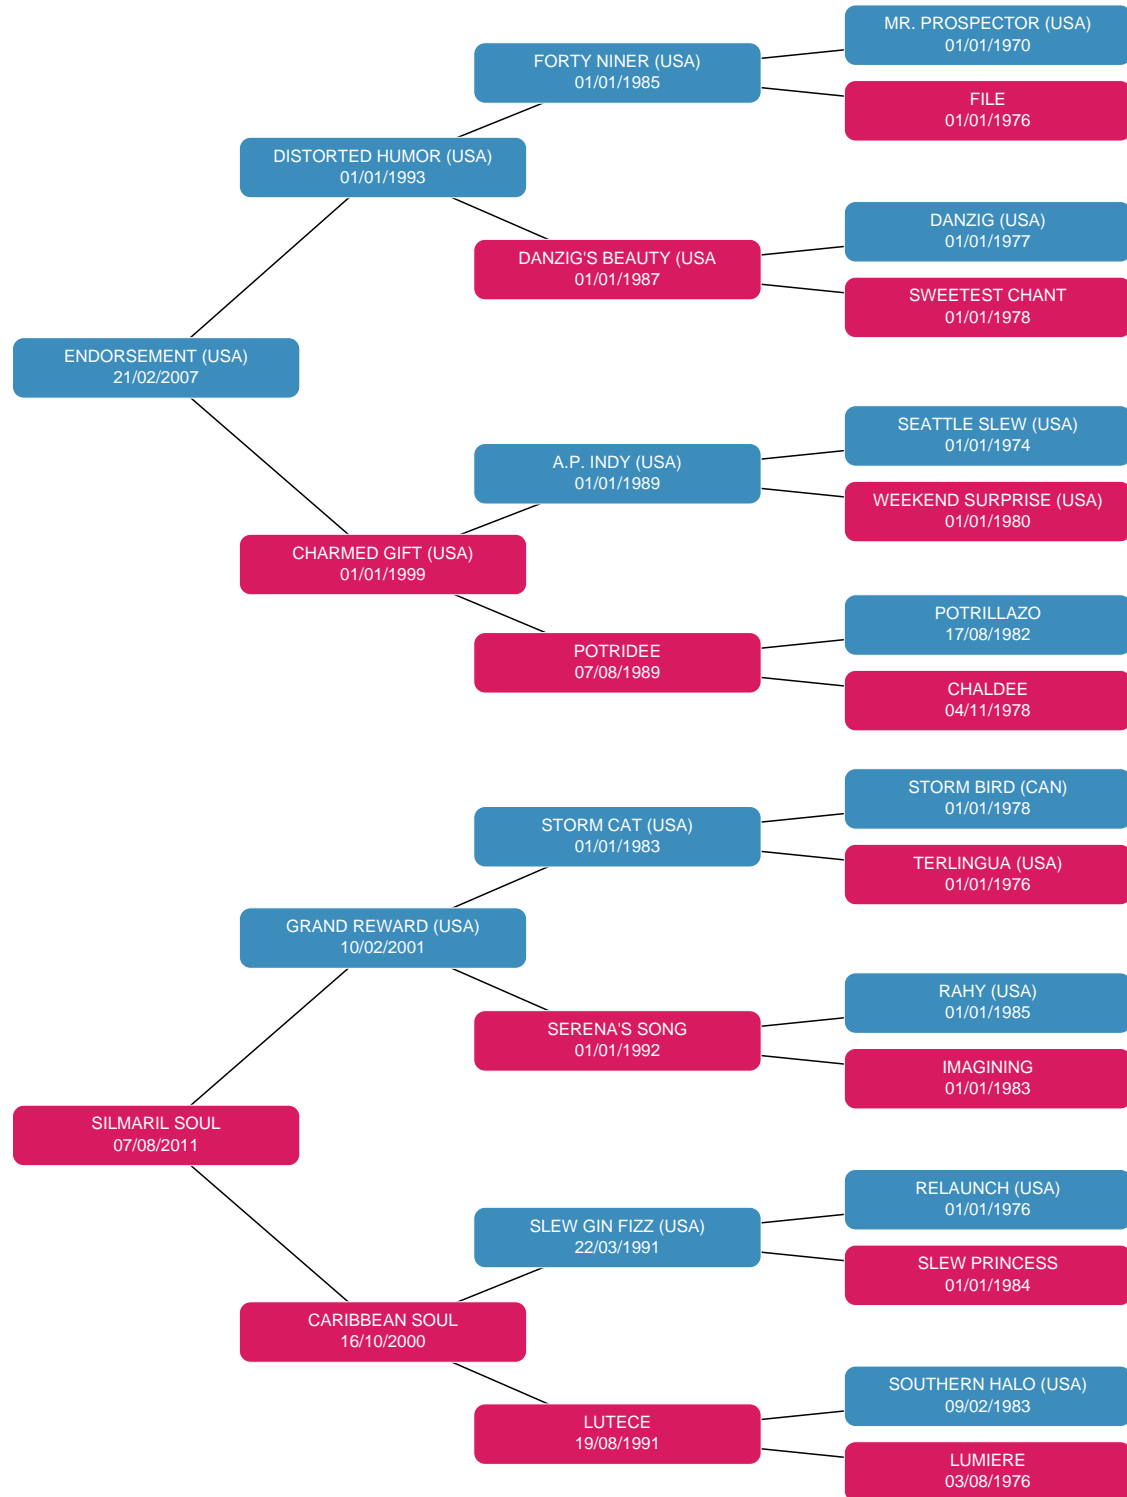 MR. PROSPECTOR (USA)
01/01/1970
FORTY NINER (USA)
01/01/1985
FILE
01/01/1976
DISTORTED HUMOR (USA)
01/01/1993
DANZIG (USA)
01/01/1977
DANZIG'S BEAUTY (USA
01/01/1987
SWEETEST CHANT
01/01/1978
ENDORSEMENT (USA)
21/02/2007
SEATTLE SLEW (USA)
01/01/1974
A.P. INDY (USA)
01/01/1989
WEEKEND SURPRISE (USA)
01/01/1980
CHARMED GIFT (USA)
01/01/1999
POTRILLAZO
17/08/1982
POTRIDEE
07/08/1989
CHALDEE
04/11/1978
STORM BIRD (CAN)
01/01/1978
STORM CAT (USA)
01/01/1983
TERLINGUA (USA)
01/01/1976
GRAND REWARD (USA)
10/02/2001
RAHY (USA)
01/01/1985
SERENA'S SONG
01/01/1992
IMAGINING
01/01/1983
SILMARIL SOUL
07/08/2011
RELAUNCH (USA)
01/01/1976
SLEW GIN FIZZ (USA)
22/03/1991
SLEW PRINCESS
01/01/1984
CARIBBEAN SOUL
16/10/2000
SOUTHERN HALO (USA)
09/02/1983
LUTECE
19/08/1991
LUMIERE
03/08/1976